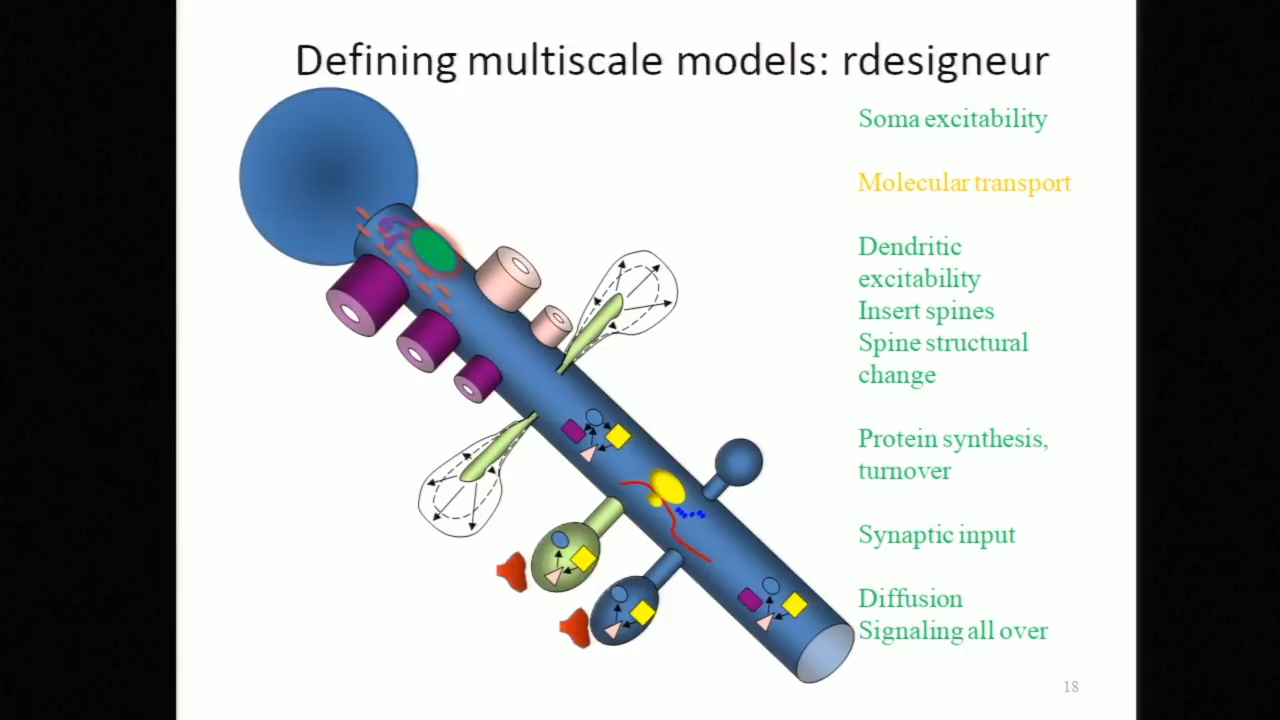 Defining multiscale models: rdesigneur
Soma excitability
Molecular transport
Dendritic
excitability
Insert spines
Spine structural
change
Protein synthesis,
turnover
Synaptic input
Diffusion
Signaling all over
18